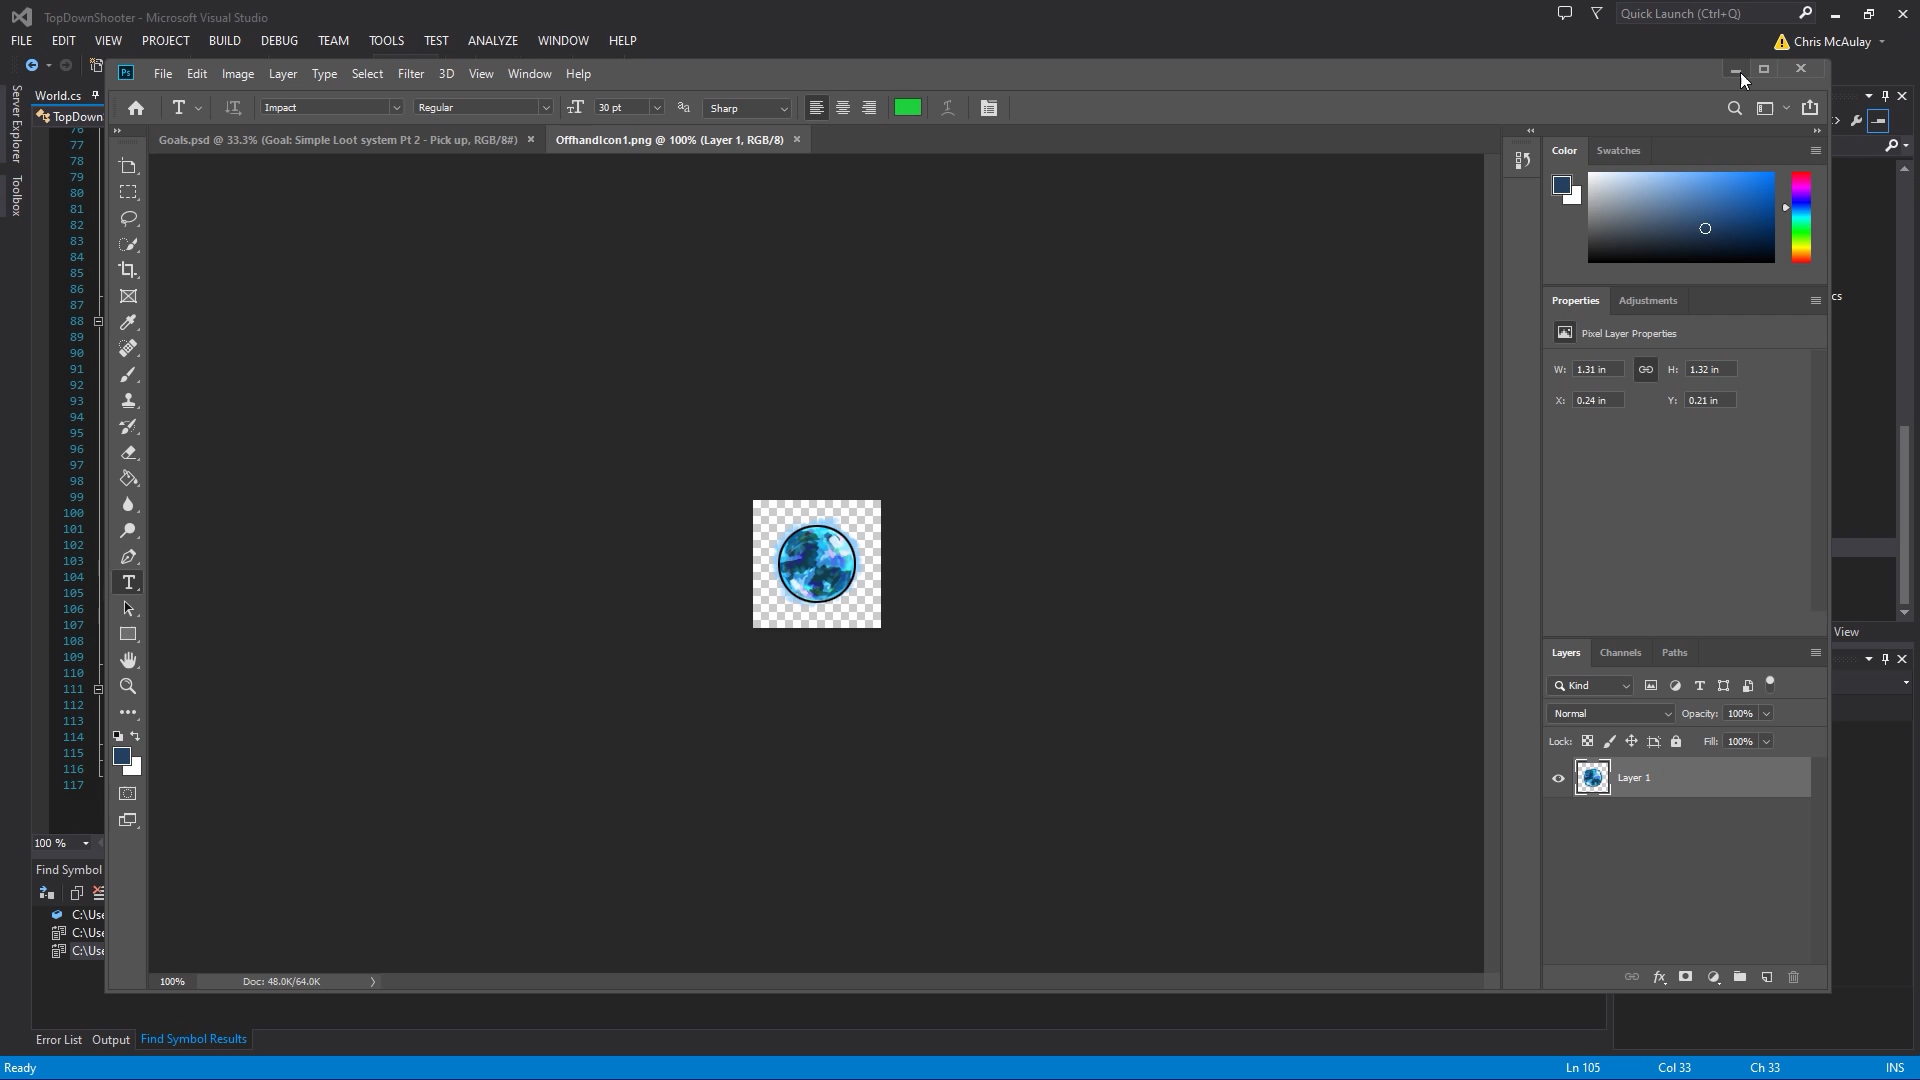 TopDownShooter - Microsoft Visual Studio
Quick Launch (Ctrl+Q)
FILE EDIT VIEW PROJECT BUILD DEBUG TEAM TOOLS TEST ANALYZE WINDOW HELP
Chris McAulay
Ps File Edit Image Layer Type Select Filter 3D View Window Help
World.cs
TopDown
Server Explorer
Toolbox
T Impact Regular 30 pt aa Sharp
Goals.psd @ 33.3% (Goal: Simple Loot system Pt 2 - Pick up, RGB/8#) OffhandIcon1.png @ 100% (Layer 1, RGB/8)
76
77
78
79
80
81
82
83
84
85
86
87
88
89
90
91
92
93
94
95
96
97
98
99
100
101
102
103
104
105
106
107
108
109
110
111
112
113
114
115
116
117
Color Swatches
Properties Adjustments
cs
Pixel Layer Properties
W: 1.31 in H: 1.32 in
X: 0.24 in Y: 0.21 in
View
Layers Channels Paths
Kind
Normal Opacity: 100%
Lock: Fill: 100%
Layer 1
fx
100 %
Find Symbol
C:\Use
C:\Use
C:\Use
100% Doc: 48.0K/64.0K
Error List Output Find Symbol Results
Ready Ln 105 Col 33 Ch 33 INS